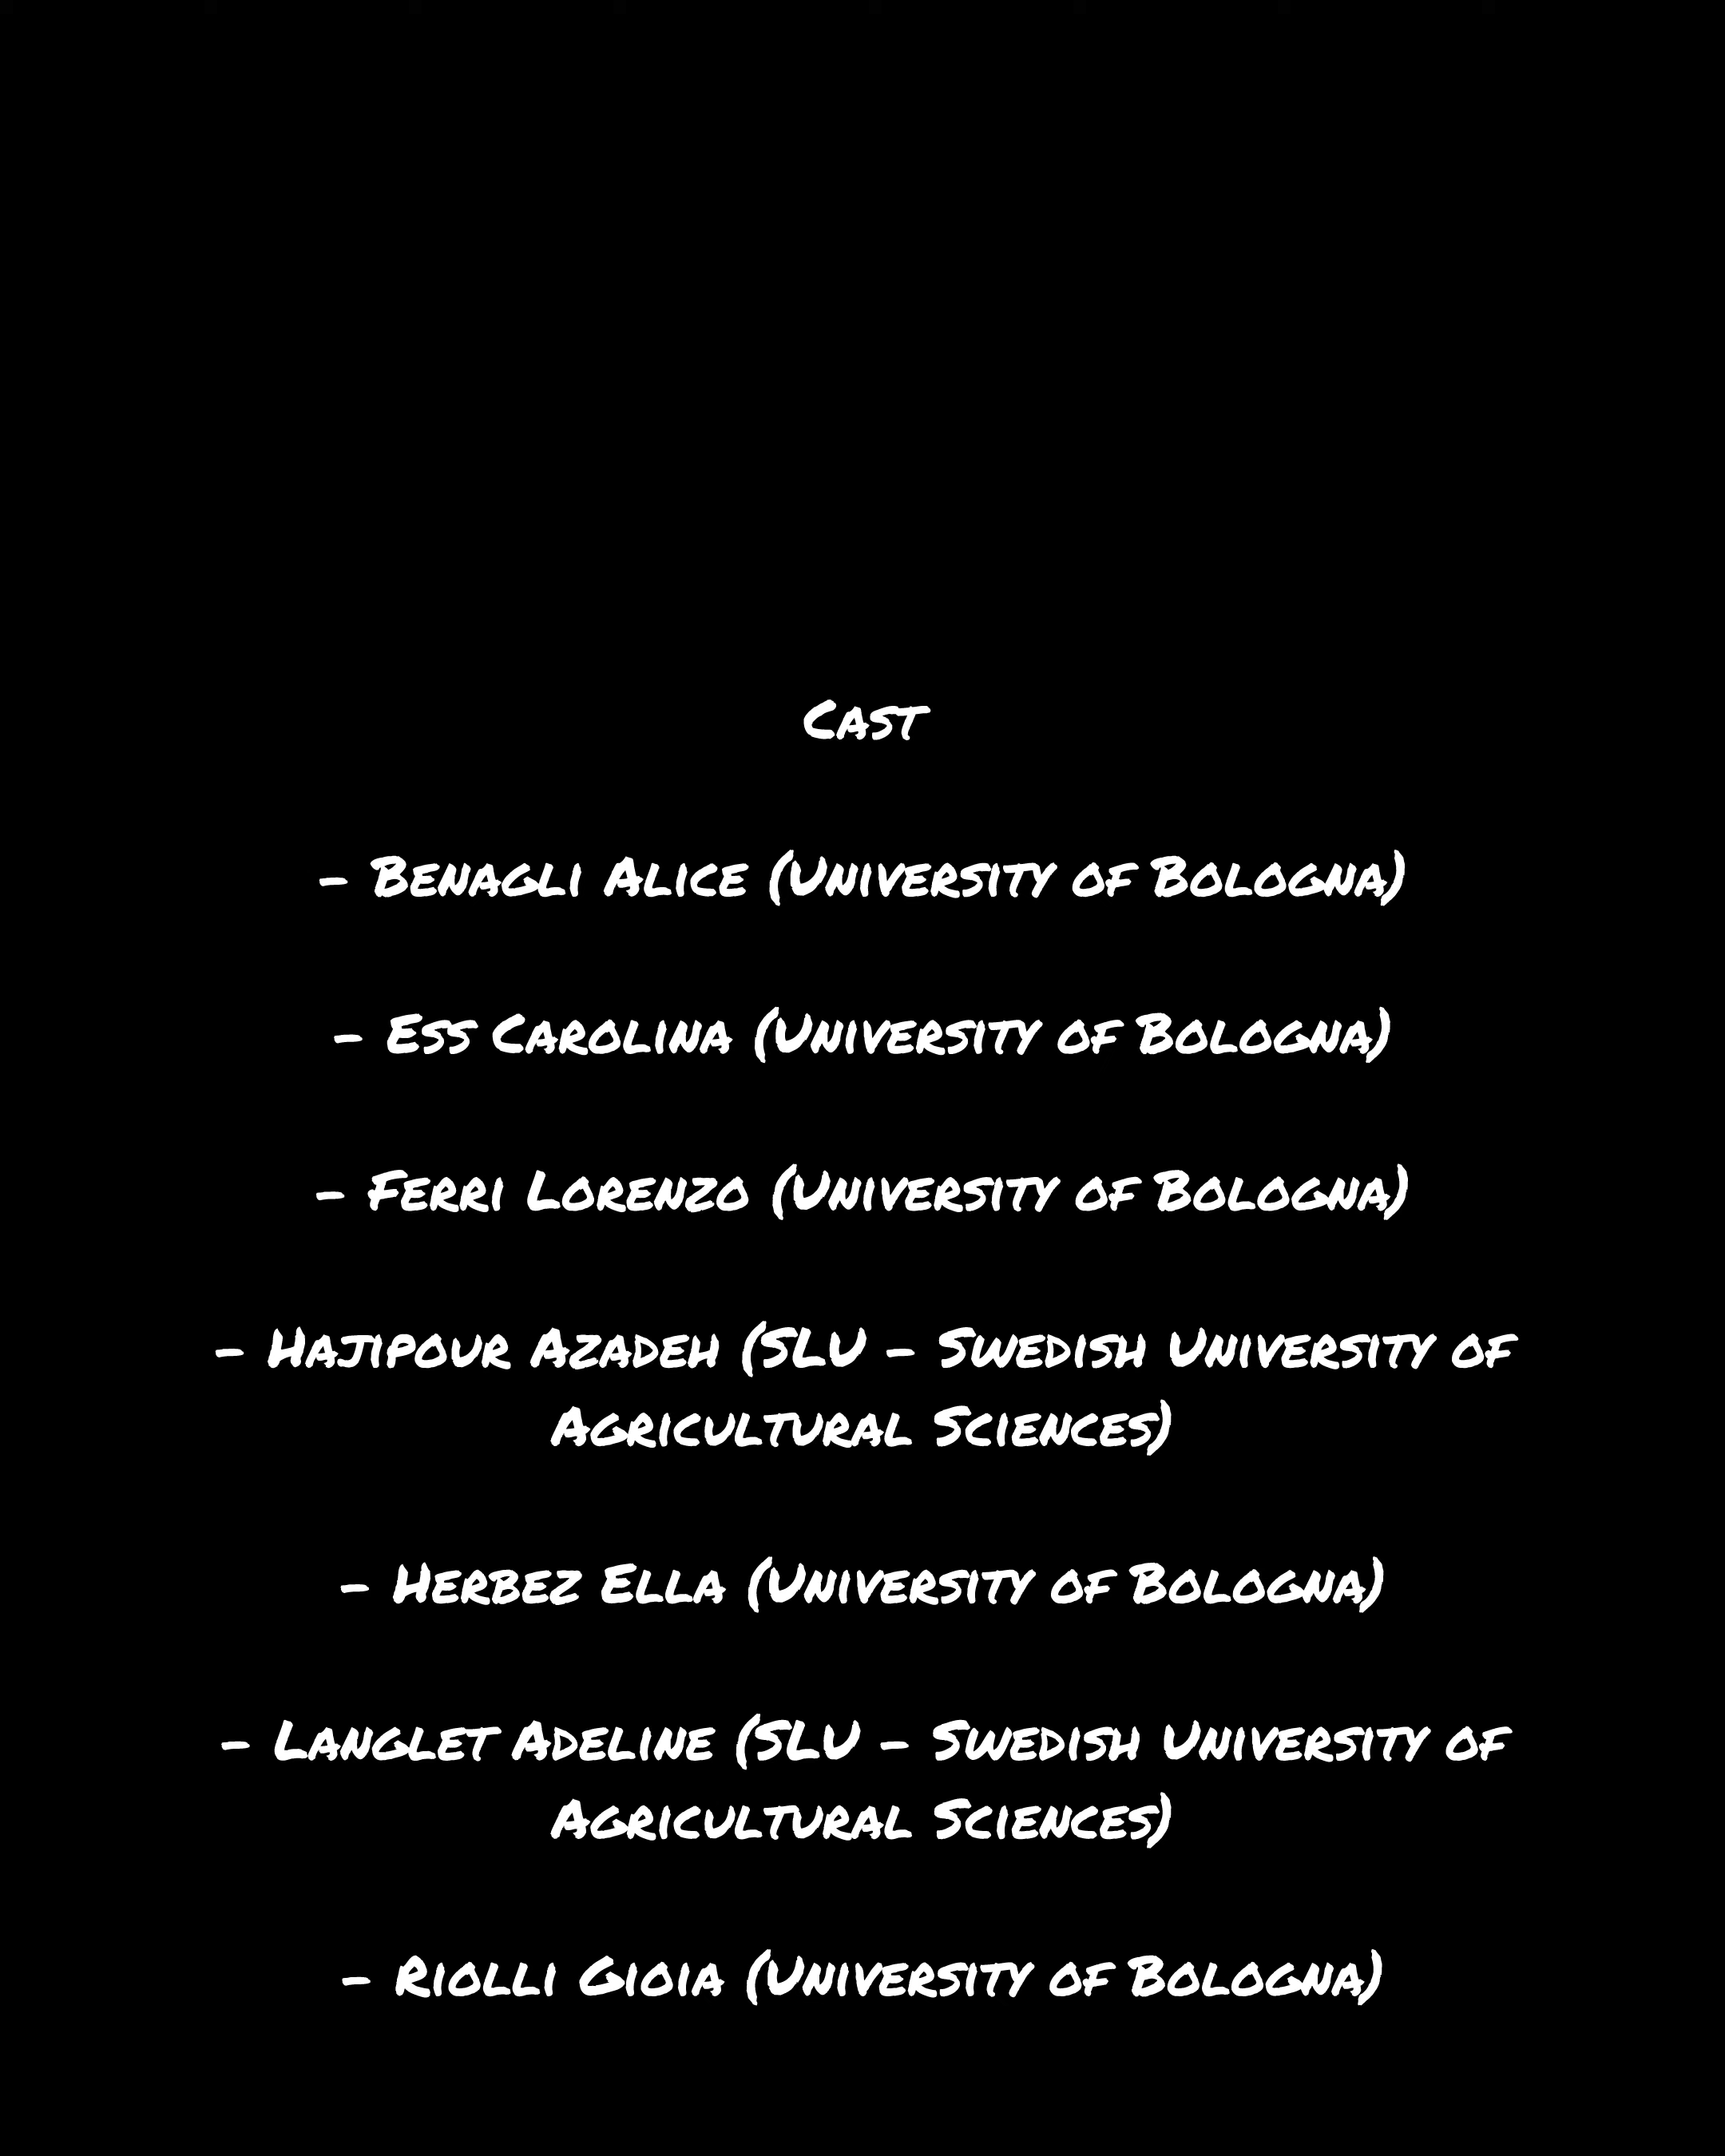 Cast
- Benagli Alice (University of Bologna)
- Ess Carolina (University of Bologna)
- Ferri Lorenzo (University of Bologna)
- Hajipour Azadeh (SLU - Swedish University of
Agricultural Sciences)
- Herbez Ella (University of Bologna)
- Langlet Adeline (SLU - Swedish University of
Agricultural Sciences)
- Riolli Gioia (University of Bologna)